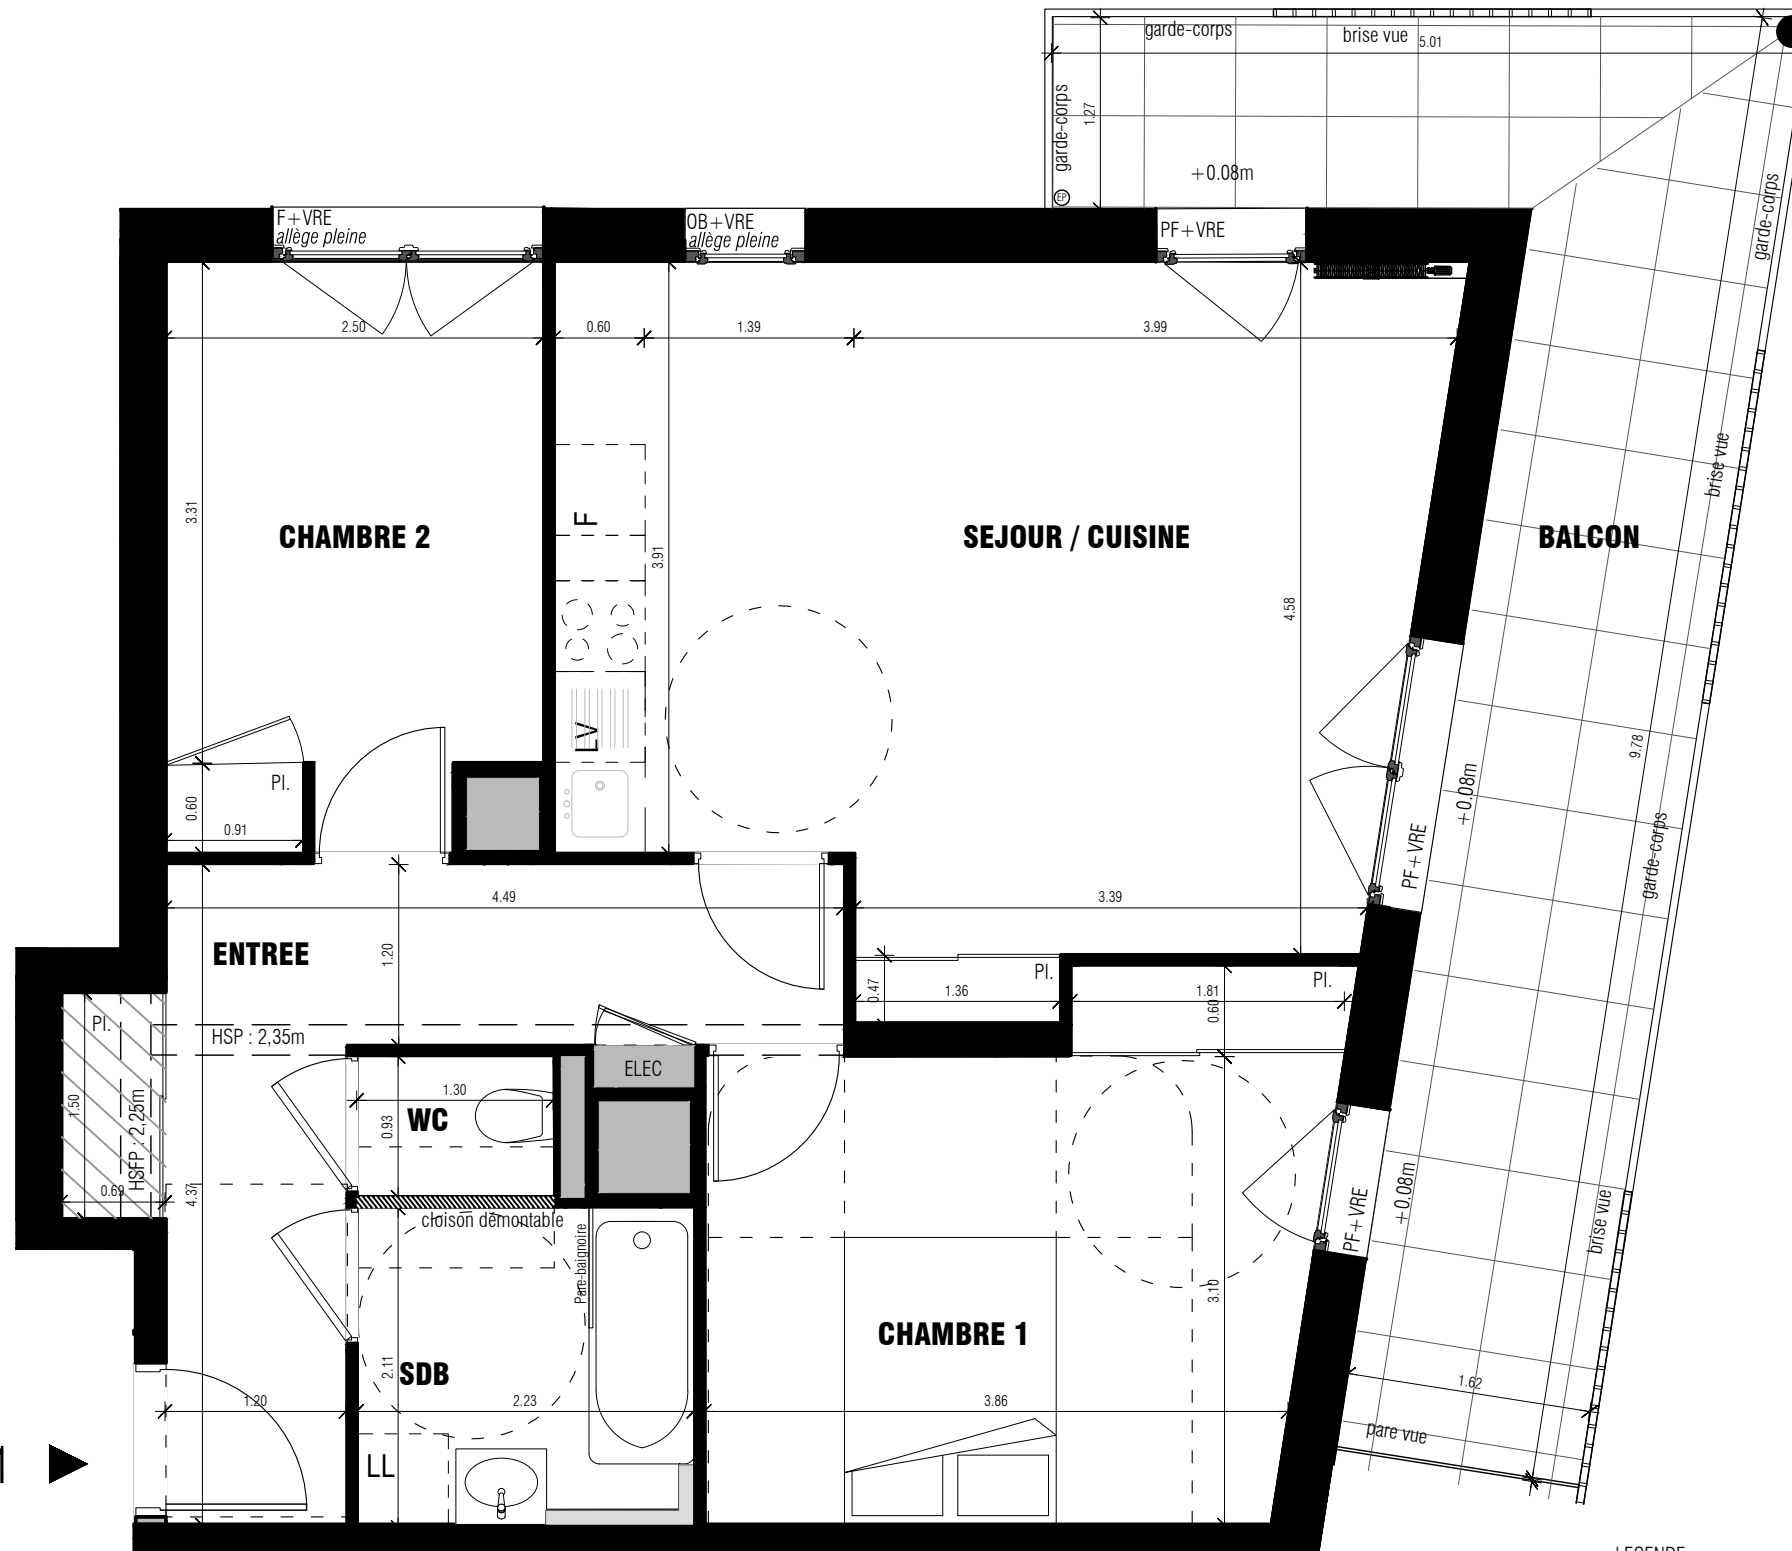 garde-corps
brise vue
5.01
garde-corps
1.27
+0.08m
EP
garde-corps
F+VRE
allège pleine
OB+VRE
allège pleine
PF+VRE
2.50
0.60
1.39
3.99
brise vue
3.31
CHAMBRE 2
F
3.91
SEJOUR / CUISINE
BALCON
4.58
LV
9.78
+0.08m
Pl.
0.60
0.91
PF+VRE
garde-corps
4.49
3.39
ENTREE
1.20
Pl.
0.47
1.36
Pl.
1.81
0.60
Pl.
HSP : 2,35m
ELEC
1.50
HSFP : 2,25m
1.30
WC
0.93
0.69
4.37
cloison démontable
+0.08m
PF+VRE
brise vue
Pare-baignoire
3.10
CHAMBRE 1
2.11
SDB
1.20
2.23
3.86
1.62
pare vue
LL
LEGENDE